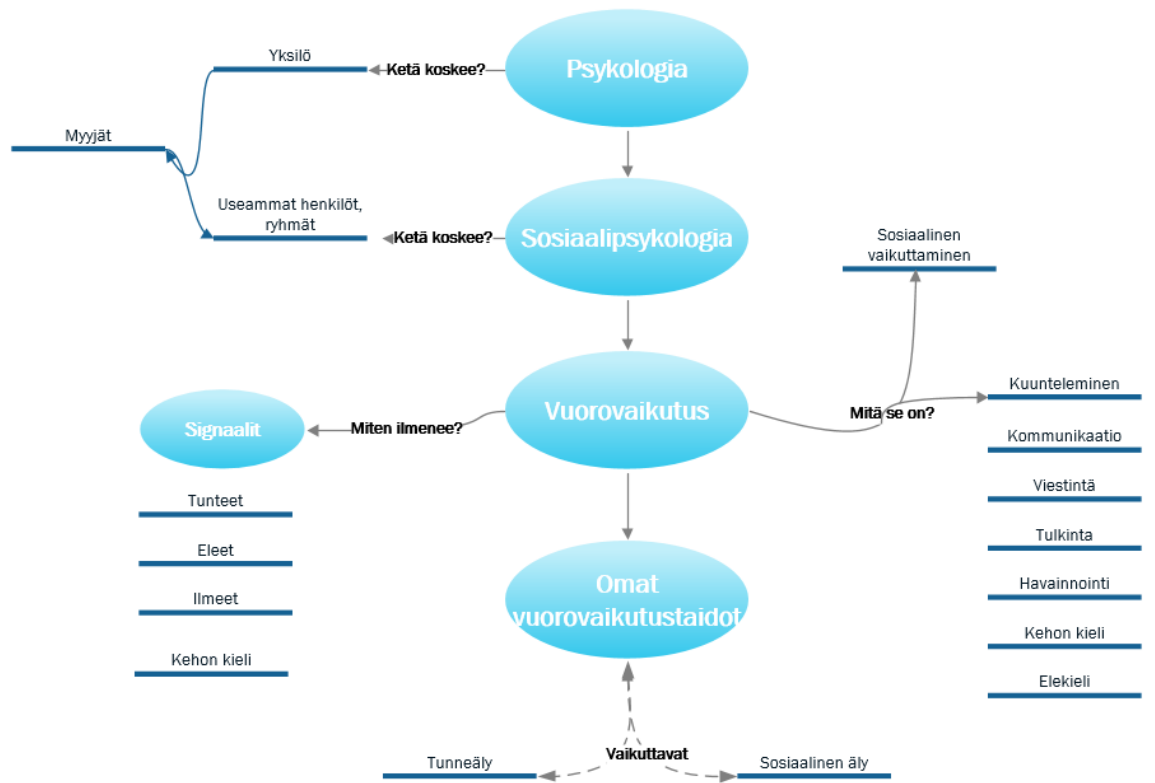 Yksilö
Ketä koskee?
Psykologia
Myyjät
Useammat henkilöt,
ryhmät
Ketä koskee?
Sosiaalipsykologia
Sosiaalinen
vaikuttaminen
Signaalit
Miten ilmenee?
Vuorovaikutus
Mitä se on?
Kuunteleminen
Kommunikaatio
Viestintä
Tulkinta
Havainnointi
Kehon kieli
Elekieli
Tunteet
Eleet
Ilmeet
Kehon kieli
Omat
vuorovaikutustaidot
Tunneäly
Vaikuttavat
Sosiaalinen äly